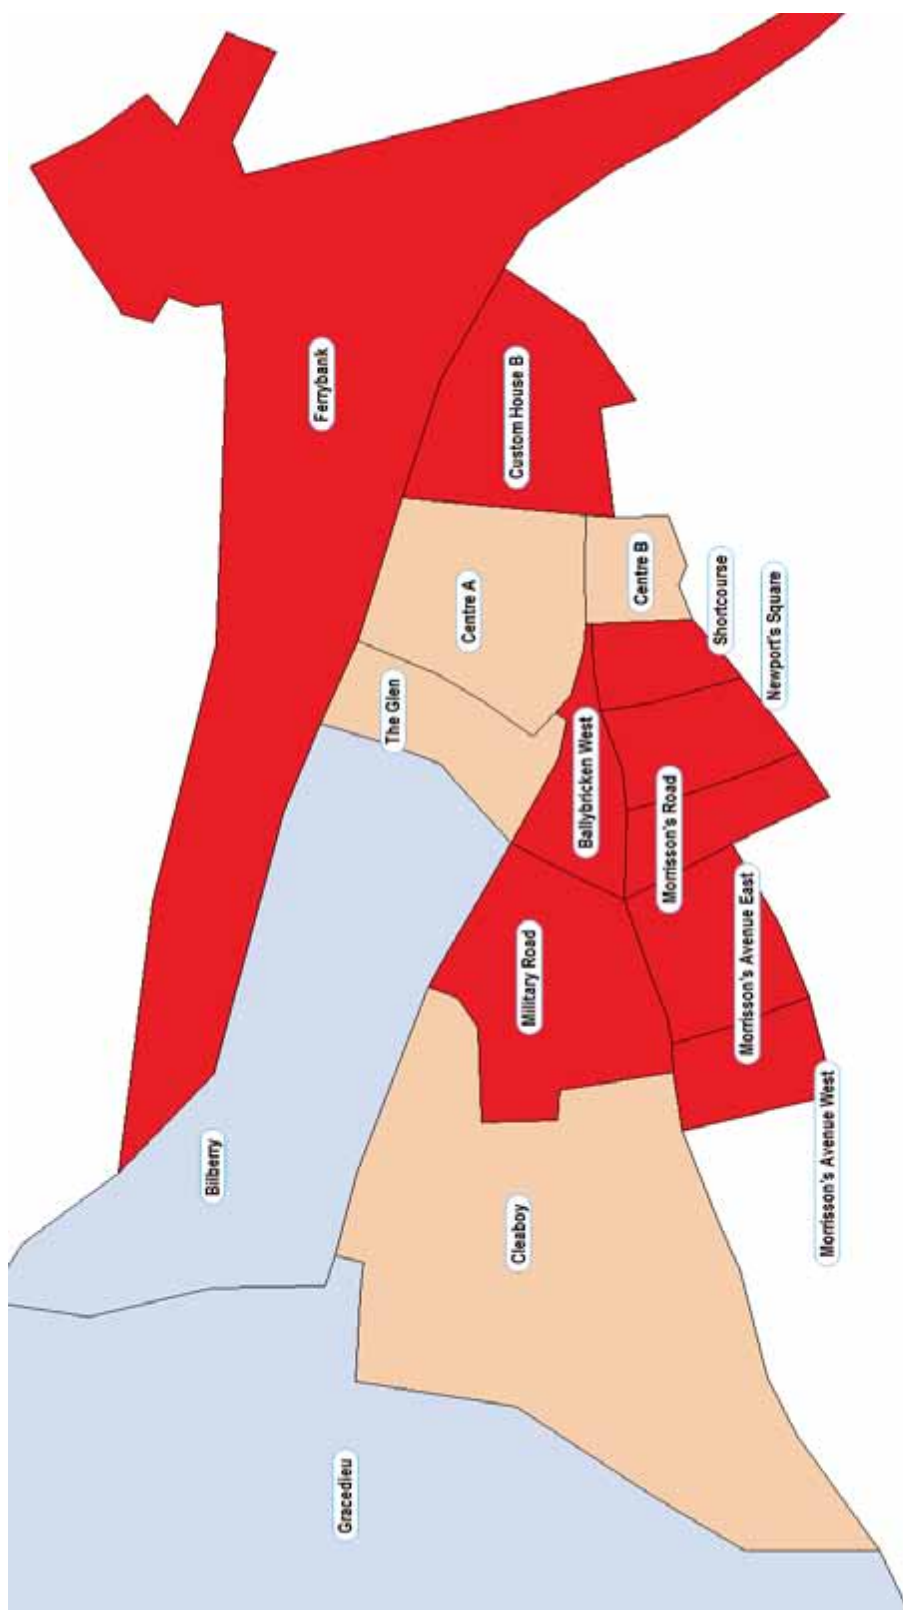 Ferrybank
Custom House B
Centre A
Centre B
Shortcourse
Newport's Square
The Glen
Ballybricken West
Morrisson's Road
Military Road
Morrisson's Avenue East
Bilberry
Cleaboy
Morrisson's Avenue West
Gracedieu